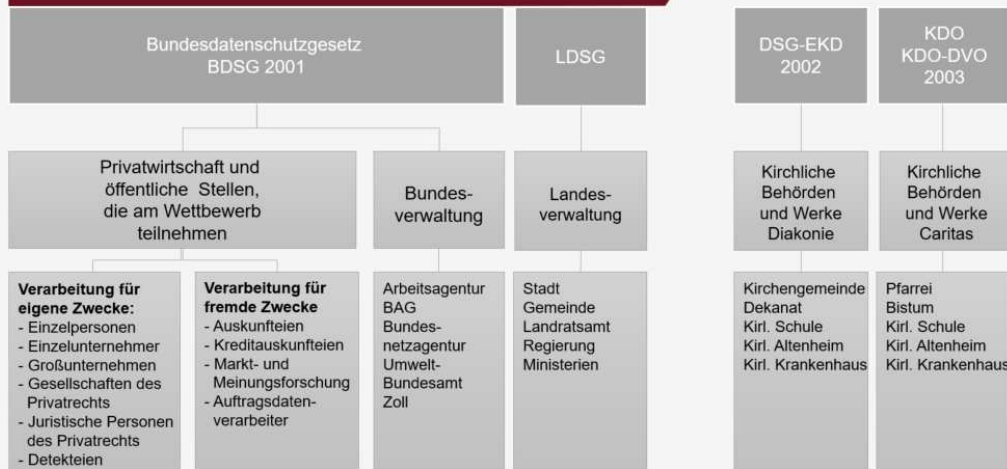 Bundesdatenschutzgesetz
BDSG 2001
LDSG
DSG-EKD
2002
KDO
KDO-DVO
2003
Privatwirtschaft und
öffentliche Stellen,
die am Wettbewerb
teilnehmen
Bundes-
verwaltung
Landes-
verwaltung
Kirchliche
Behörden
und Werke
Diakonie
Kirchliche
Behörden
und Werke
Caritas
Verarbeitung für
eigene Zwecke:
- Einzelpersonen
- Einzelunternehmer
- Großunternehmen
- Gesellschaften des
Privatrechts
- Juristische Personen
des Privatrechts
- Detekteien
Verarbeitung für
fremde Zwecke
- Auskunfteien
- Kreditauskunfteien
- Markt- und
Meinungsforschung
- Auftragsdaten-
verarbeiter
Arbeitsagentur
BAG
Bundes-
netzagentur
Umwelt-
Bundesamt
Zoll
Stadt
Gemeinde
Landratsamt
Regierung
Ministerien
Kirchengemeinde
Dekanat
Kirl. Schule
Kirl. Altenheim
Kirl. Krankenhaus
Pfarrei
Bistum
Kirl. Schule
Kirl. Altenheim
Kirl. Krankenhaus